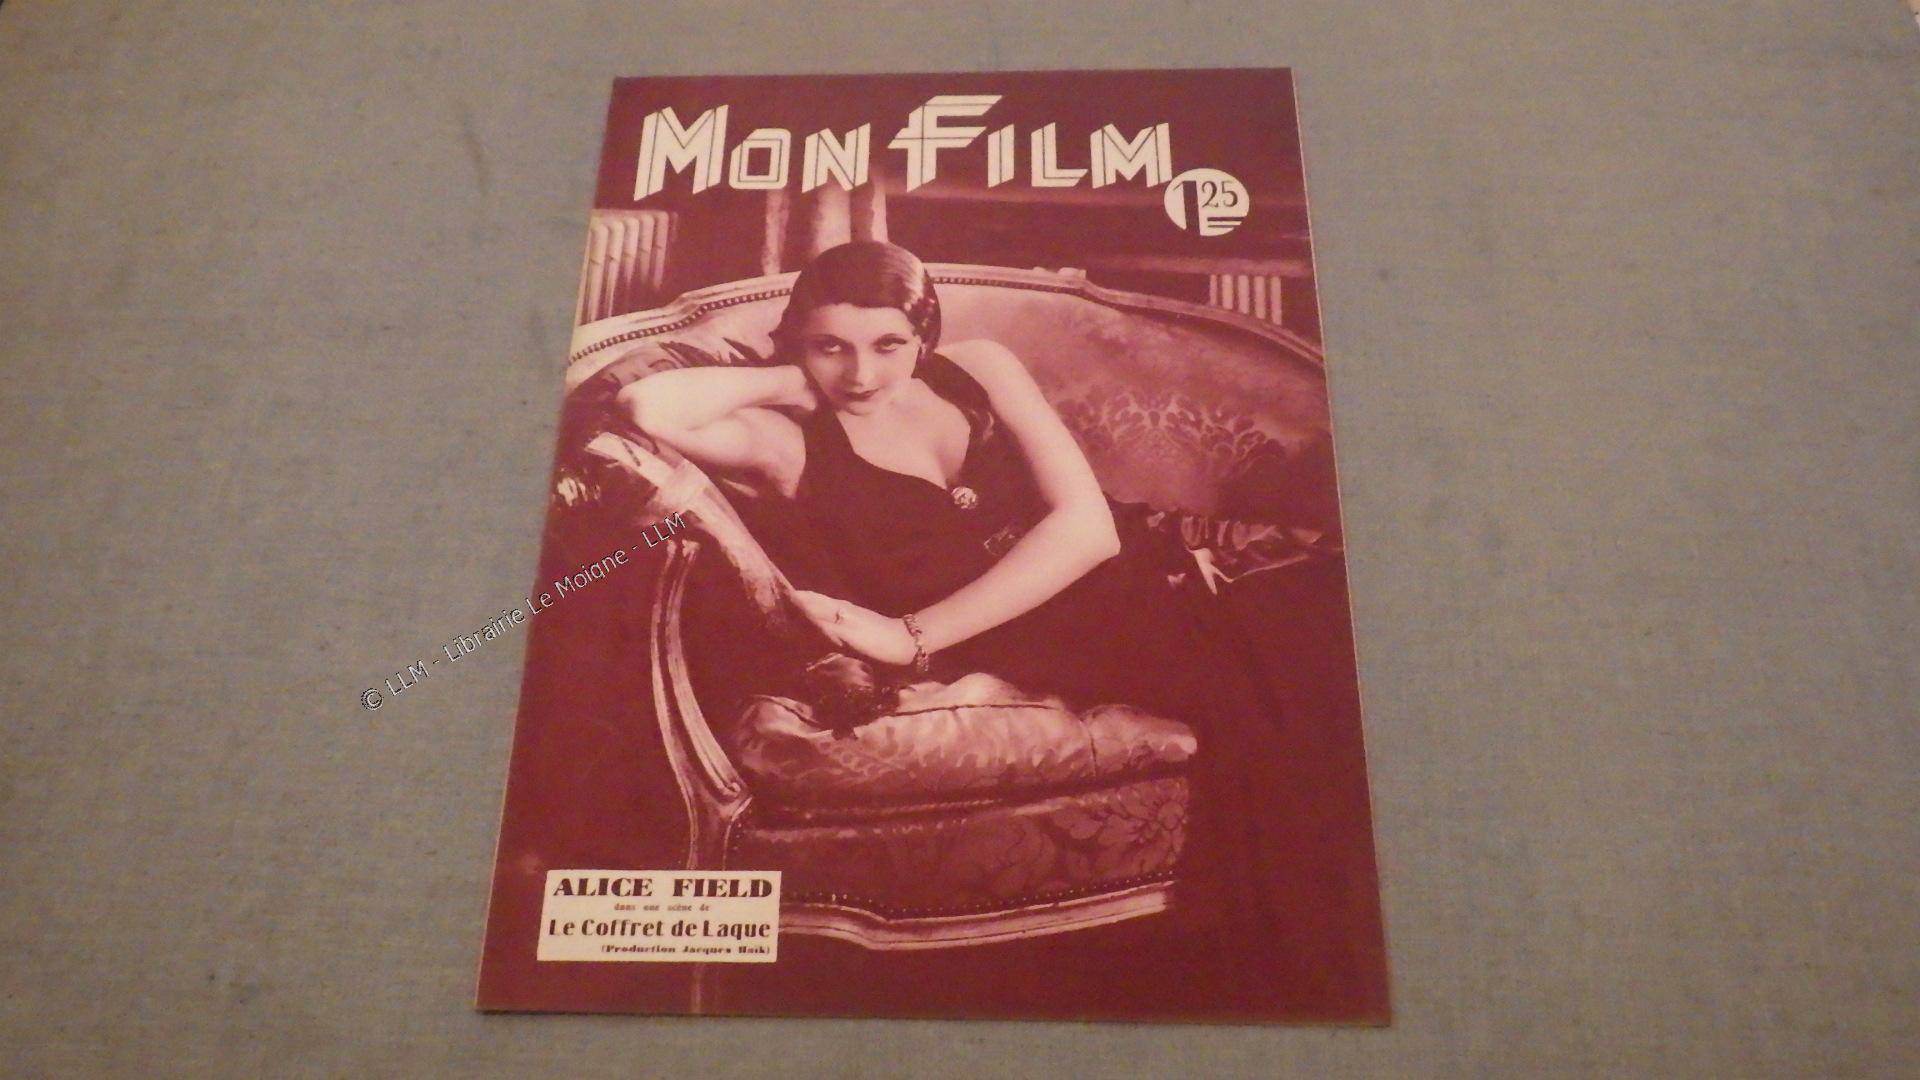 MON FILM
1 25
© LLM - Librairie Le Moigne - LLM
ALICE FIELD
dans une scène de
Le Coffret de Laque
(Production Jacques Haïk)